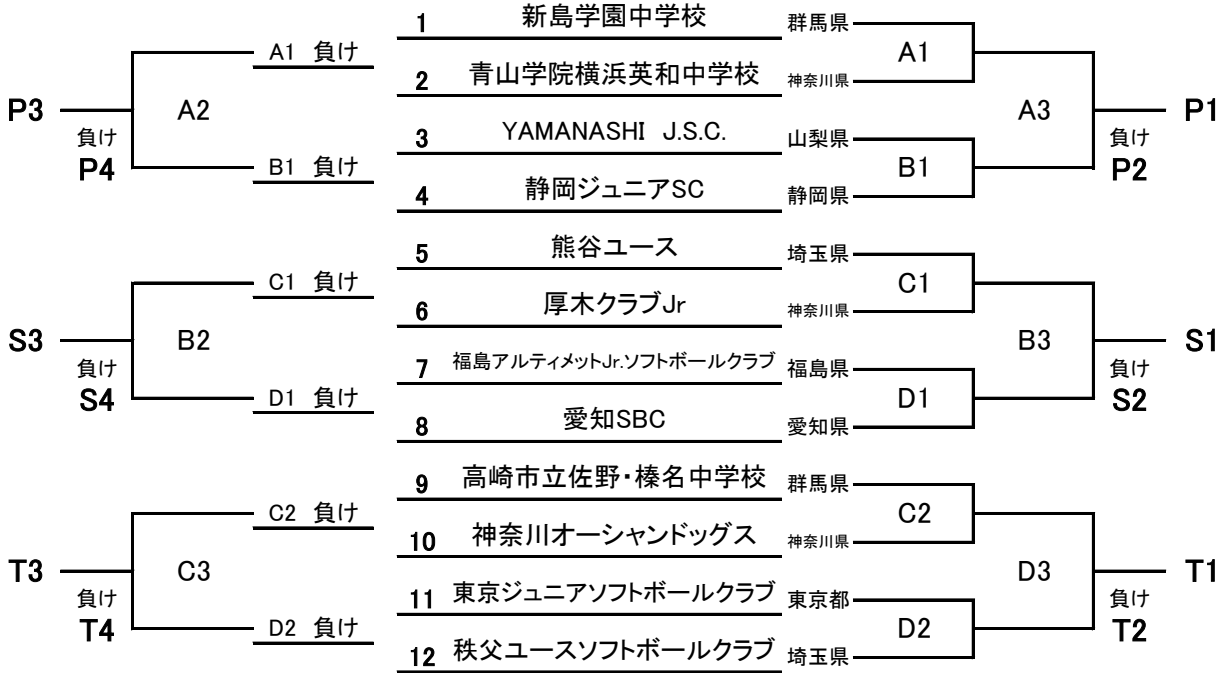 1 新島学園中学校 群馬県
A1 負け
A1
2 青山学院横浜英和中学校 神奈川県
P3 A2 A3 P1
負け 負け
3 YAMANASHI J.S.C. 山梨県
P4 P2
B1 負け
B1
4 静岡ジュニアSC 静岡県
5 熊谷ユース 埼玉県
C1 負け
C1
6 厚木クラブJr 神奈川県
S3 B2 B3 S1
7 福島アルティメットJr.ソフトボールクラブ 福島県
負け 負け
S4 S2
D1 負け
D1
8 愛知SBC 愛知県
9 高崎市立佐野・榛名中学校 群馬県
C2 負け
C2
10 神奈川オーシャンドッグス 神奈川県
T3 C3 D3 T1
11 東京ジュニアソフトボールクラブ 東京都
負け 負け
T4 T2
D2 負け
D2
12 秩父ユースソフトボールクラブ 埼玉県